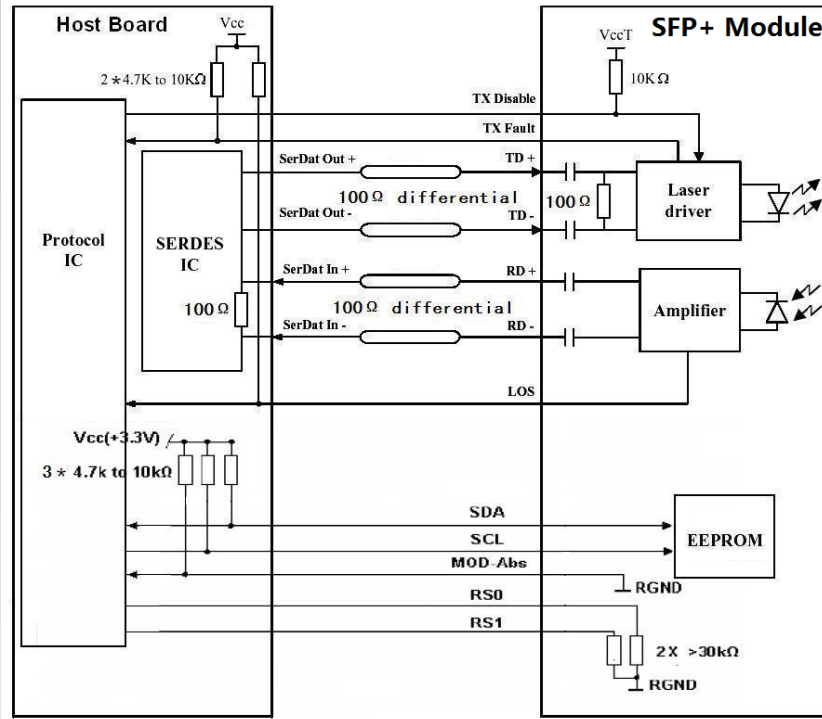 Host Board
SFP+ Module
Vcc
VccT
2*4.7K to 10KΩ
10KΩ
TX Disable
TX Fault
SerDat Out +
TD +
100Ω differential
100Ω
Laser
driver
SerDat Out -
TD -
Protocol
IC
SERDES
IC
SerDat In +
RD +
100Ω
100Ω differential
Amplifier
SerDat In -
RD -
LOS
Vcc(+3.3V)
3 * 4.7k to 10kΩ
SDA
SCL
EEPROM
MOD-Abs
RGND
RS0
RS1
2X >30kΩ
RGND